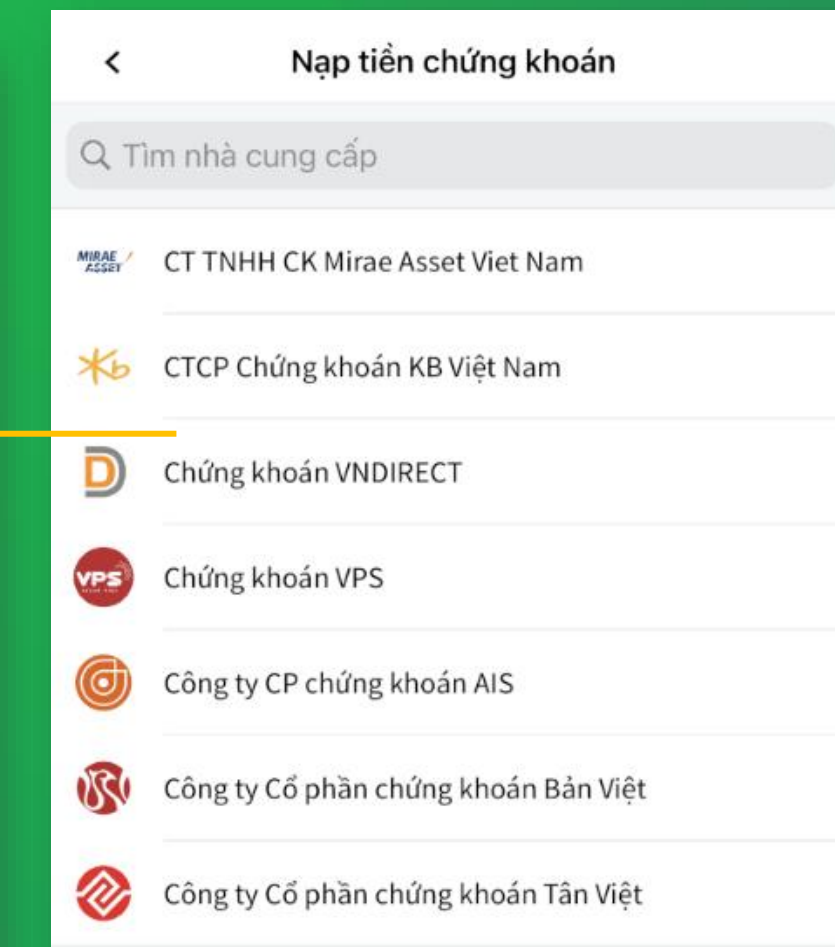 Nạp tiền chứng khoán
Tìm nhà cung cấp
MIRAE ASSET
CT TNHH CK Mirae Asset Viet Nam
Kb
CTCP Chứng khoán KB Việt Nam
D
Chứng khoán VNDIRECT
VPS
Chứng khoán VPS
Công ty CP chứng khoán AIS
Công ty Cổ phần chứng khoán Bản Việt
Công ty Cổ phần chứng khoán Tân Việt